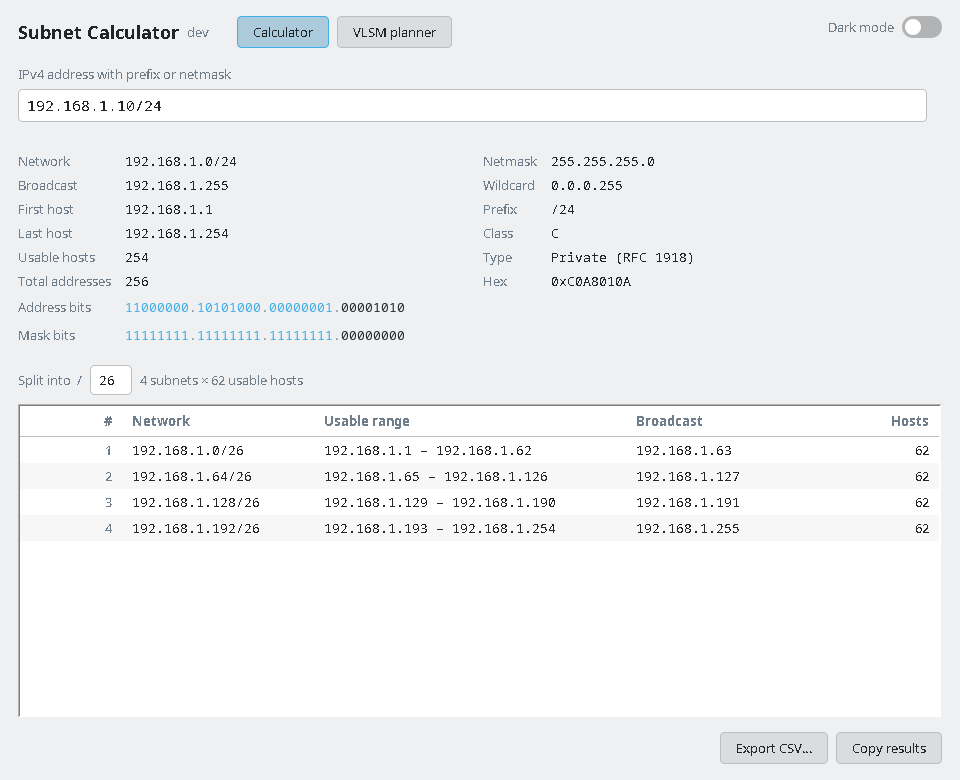 Subnet Calculator dev Calculator VLSM planner Dark mode
IPv4 address with prefix or netmask
192.168.1.10/24
Network 192.168.1.0/24 Netmask 255.255.255.0
Broadcast 192.168.1.255 Wildcard 0.0.0.255
First host 192.168.1.1 Prefix /24
Last host 192.168.1.254 Class C
Usable hosts 254 Type Private (RFC 1918)
Total addresses 256 Hex 0xC0A8010A
Address bits 11000000.10101000.00000001.00001010
Mask bits 11111111.11111111.11111111.00000000
Split into / 26 4 subnets × 62 usable hosts
# Network Usable range Broadcast Hosts
1 192.168.1.0/26 192.168.1.1 – 192.168.1.62 192.168.1.63 62
2 192.168.1.64/26 192.168.1.65 – 192.168.1.126 192.168.1.127 62
3 192.168.1.128/26 192.168.1.129 – 192.168.1.190 192.168.1.191 62
4 192.168.1.192/26 192.168.1.193 – 192.168.1.254 192.168.1.255 62
Export CSV... Copy results